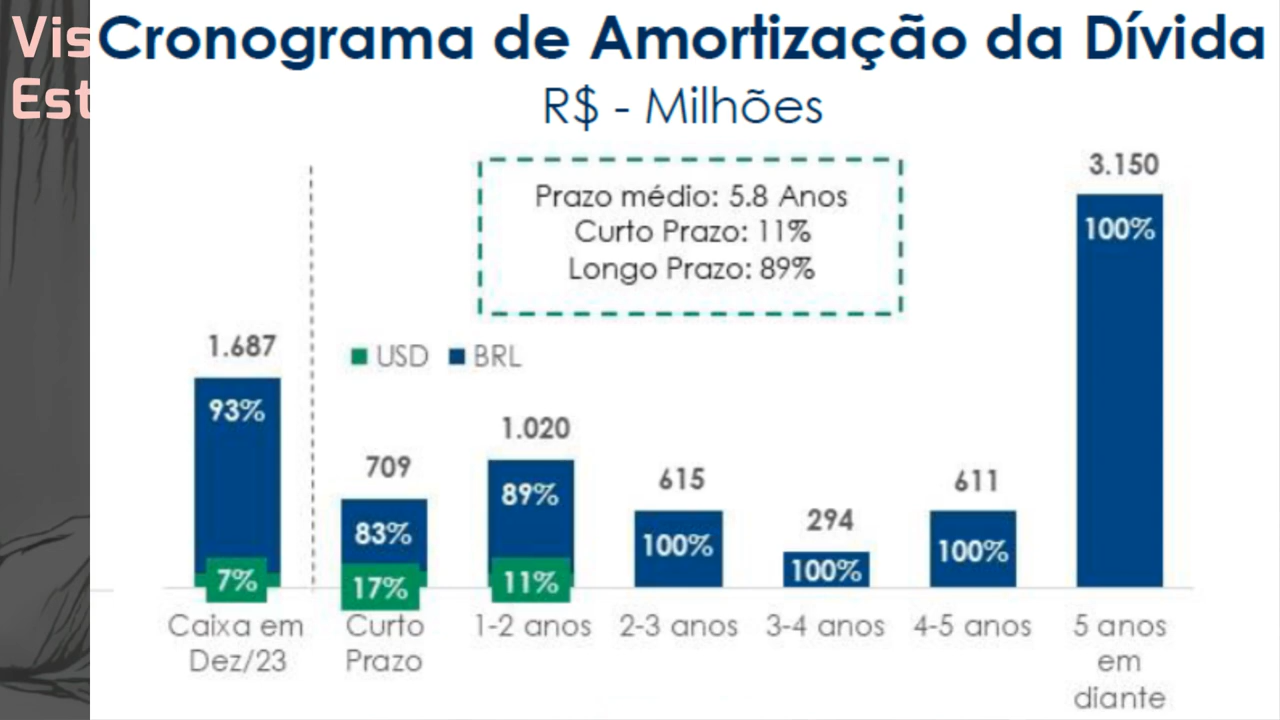 Vis
Est
Cronograma de Amortização da Dívida
R$ - Milhões
Prazo médio: 5.8 Anos
Curto Prazo: 11%
Longo Prazo: 89%
USD BRL
1.687
93%
7%
709
83%
17%
1.020
89%
11%
615
100%
294
100%
611
100%
3.150
100%
Caixa em
Dez/23
Curto
Prazo
1-2 anos
2-3 anos
3-4 anos
4-5 anos
5 anos
em
diante